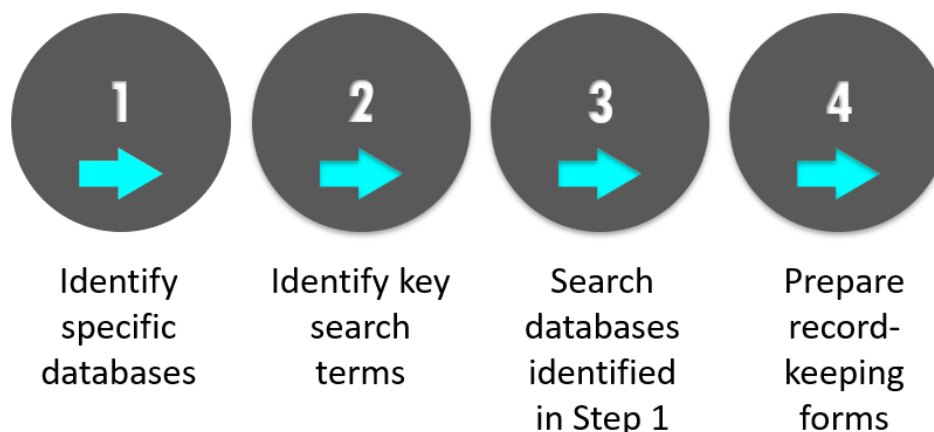 1
2
3
4
Identify
specific
databases
Identify key
search
terms
Search
databases
identified
in Step 1
Prepare
record-
keeping
forms